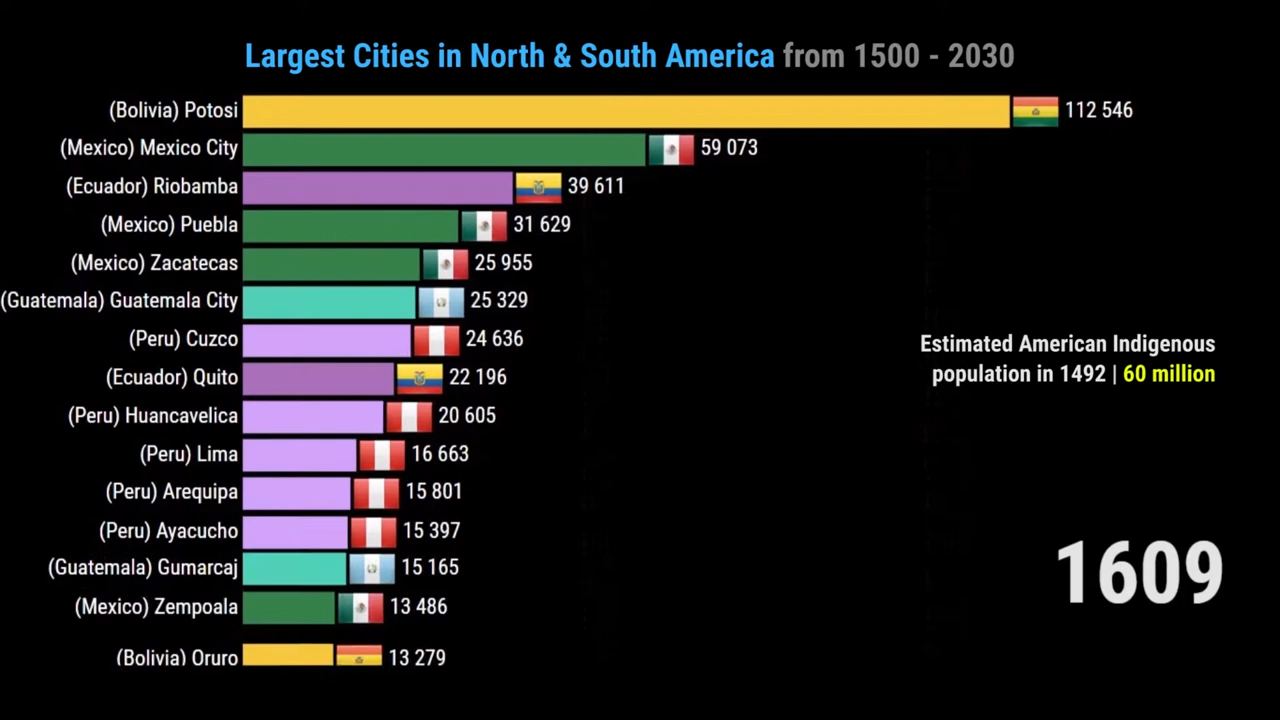 Largest Cities in North & South America from 1500 - 2030
(Bolivia) Potosi 112 546
(Mexico) Mexico City 59 073
(Ecuador) Riobamba 39 611
(Mexico) Puebla 31 629
(Mexico) Zacatecas 25 955
(Guatemala) Guatemala City 25 329
(Peru) Cuzco 24 636
(Ecuador) Quito 22 196
(Peru) Huancavelica 20 605
(Peru) Lima 16 663
(Peru) Arequipa 15 801
(Peru) Ayacucho 15 397
(Guatemala) Gumarcaj 15 165
(Mexico) Zempoala 13 486
(Bolivia) Oruro 13 279
Estimated American Indigenous
population in 1492 | 60 million
1609